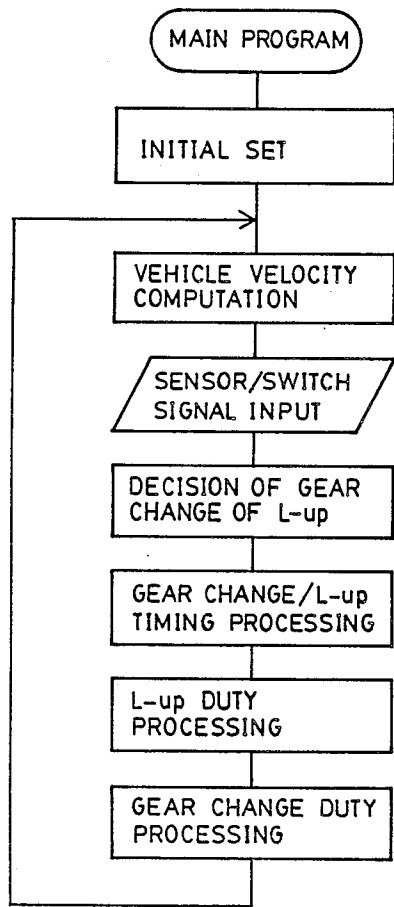 MAIN PROGRAM
INITIAL SET
VEHICLE VELOCITY
COMPUTATION
SENSOR/SWITCH
SIGNAL INPUT
DECISION OF GEAR
CHANGE OF L-up
GEAR CHANGE/L-up
TIMING PROCESSING
L-up DUTY
PROCESSING
GEAR CHANGE DUTY
PROCESSING